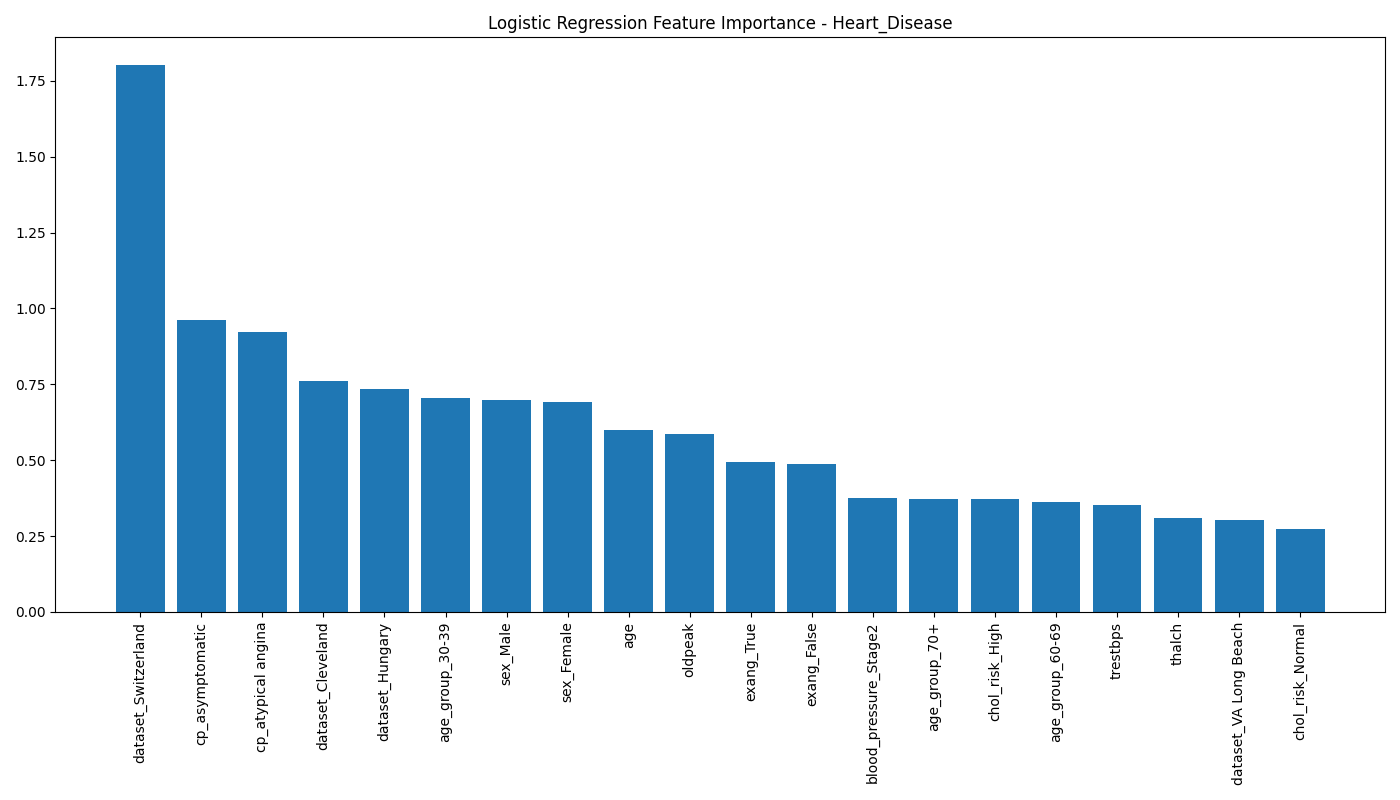 Logistic Regression Feature Importance - Heart_Disease
1.75
1.50
1.25
1.00
0.75
0.50
0.25
0.00
dataset_Switzerland
cp_asymptomatic
cp_atypical angina
dataset_Cleveland
dataset_Hungary
age_group_30-39
sex_Male
sex_Female
age
oldpeak
exang_True
exang_False
blood_pressure_Stage2
age_group_70+
chol_risk_High
age_group_60-69
trestbps
thalch
dataset_VA Long Beach
chol_risk_Normal